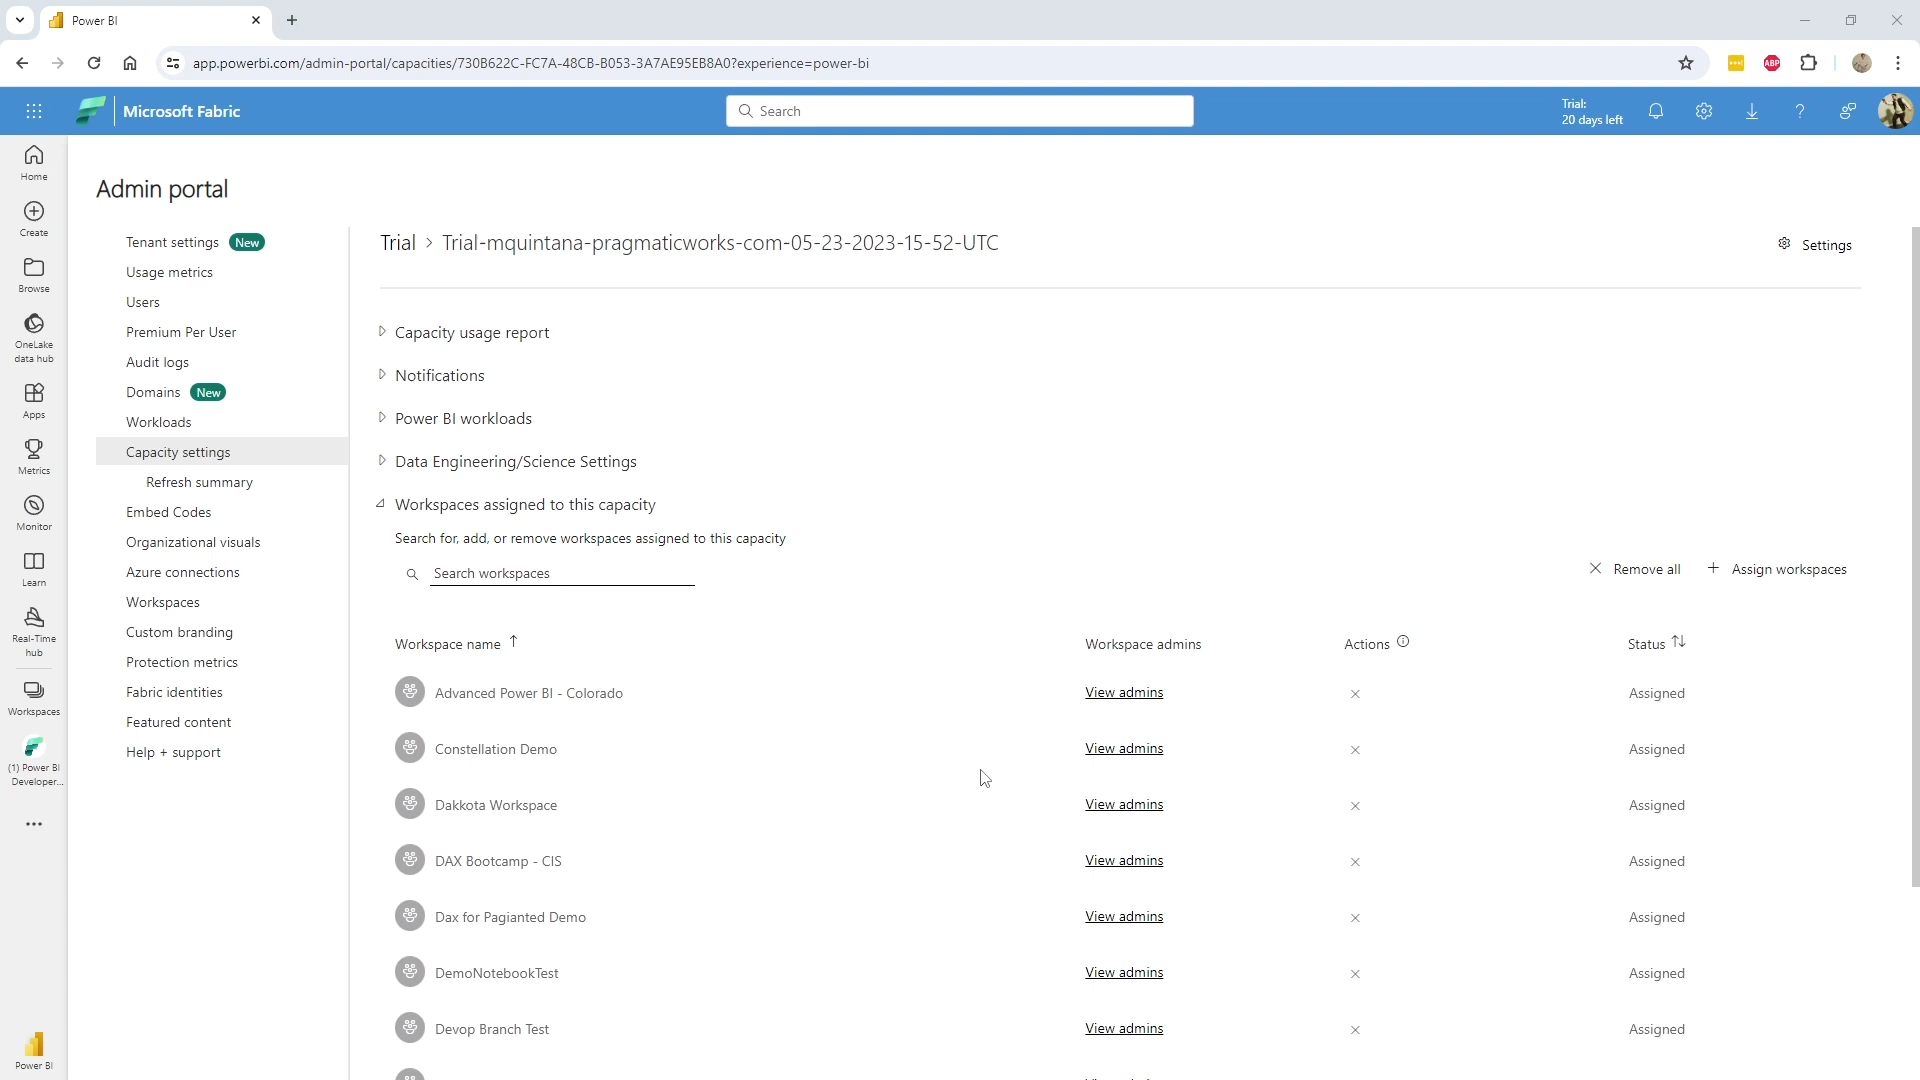 Power BI
app.powerbi.com/admin-portal/capacities/730B622C-FC7A-48CB-B053-3A7AE95EB8A0?experience=power-bi
ABP
Microsoft Fabric
Search
Trial:
20 days left
Home
Create
Browse
OneLake
data hub
Apps
Metrics
Monitor
Learn
Real-Time
hub
Workspaces
(1) Power BI
Developer...
Power BI
Admin portal
Tenant settings New
Usage metrics
Users
Premium Per User
Audit logs
Domains New
Workloads
Capacity settings
Refresh summary
Embed Codes
Organizational visuals
Azure connections
Workspaces
Custom branding
Protection metrics
Fabric identities
Featured content
Help + support
Trial > Trial-mquintana-pragmaticworks-com-05-23-2023-15-52-UTC
Settings
Capacity usage report
Notifications
Power BI workloads
Data Engineering/Science Settings
Workspaces assigned to this capacity
Search for, add, or remove workspaces assigned to this capacity
Search workspaces
Remove all
Assign workspaces
Workspace name Workspace admins Actions Status
Advanced Power BI - Colorado View admins Assigned
Constellation Demo View admins Assigned
Dakkota Workspace View admins Assigned
DAX Bootcamp - CIS View admins Assigned
Dax for Pagianted Demo View admins Assigned
DemoNotebookTest View admins Assigned
Devop Branch Test View admins Assigned